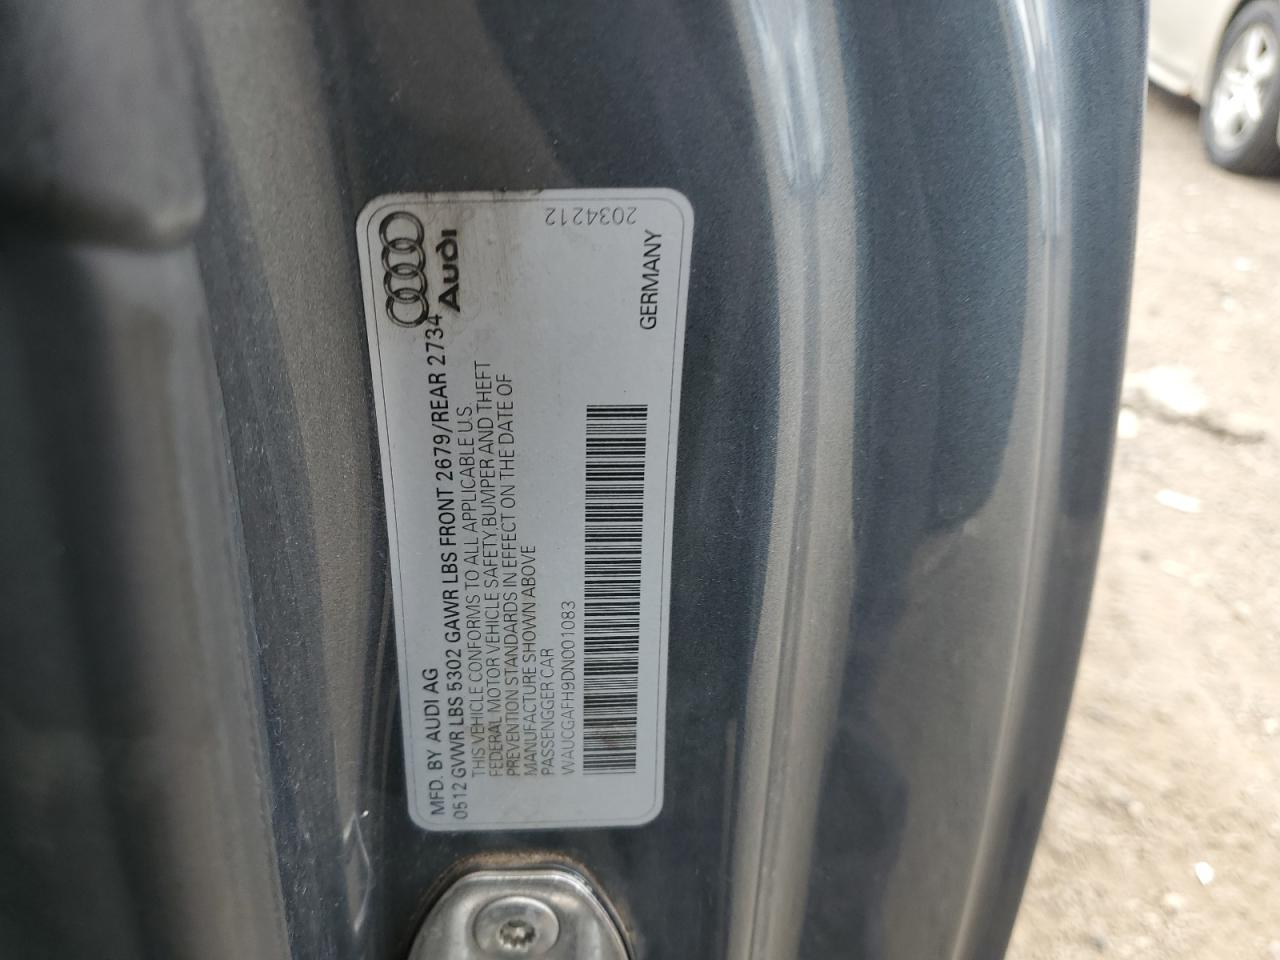 Audi
MFD. BY AUDI AG
0512 GVWR LBS 5302 GAWR LBS FRONT 2679/REAR 2734
THIS VEHICLE CONFORMS TO ALL APPLICABLE U.S.
FEDERAL MOTOR VEHICLE SAFETY, BUMPER AND THEFT
PREVENTION STANDARDS IN EFFECT ON THE DATE OF
MANUFACTURE SHOWN ABOVE
PASSENGGER CAR
WAUCGAFH9DN001083
GERMANY
2034212